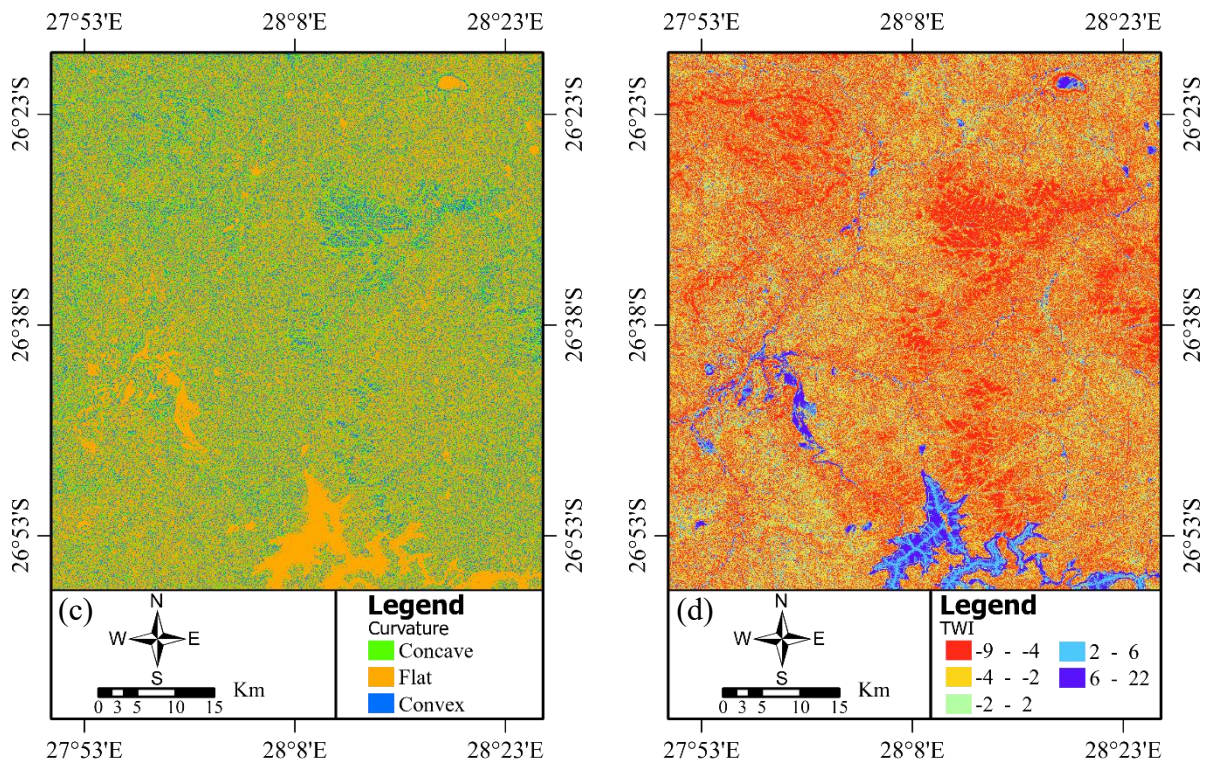 27°53'E 28°8'E 28°23'E
27°53'E 28°8'E 28°23'E
26°23'S 26°23'S 26°23'S 26°23'S
26°38'S 26°38'S 26°38'S 26°38'S
26°53'S 26°53'S 26°53'S 26°53'S
(c)
N
W E
S
0 3 5 10 15 Km
Legend
Curvature
Concave
Flat
Convex
(d)
N
W E
S
0 3 5 10 15 Km
Legend
TWI
-9 - -4
-4 - -2
-2 - 2
2 - 6
6 - 22
27°53'E 28°8'E 28°23'E
27°53'E 28°8'E 28°23'E